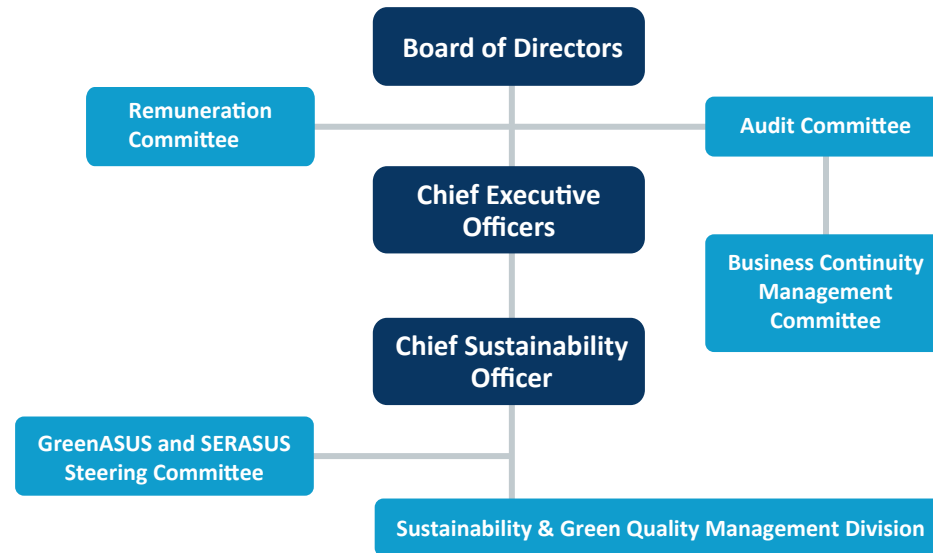 Board of Directors
Remuneration
Committee
Audit Committee
Chief Executive
Officers
Business Continuity
Management
Committee
Chief Sustainability
Officer
GreenASUS and SERASUS
Steering Committee
Sustainability & Green Quality Management Division